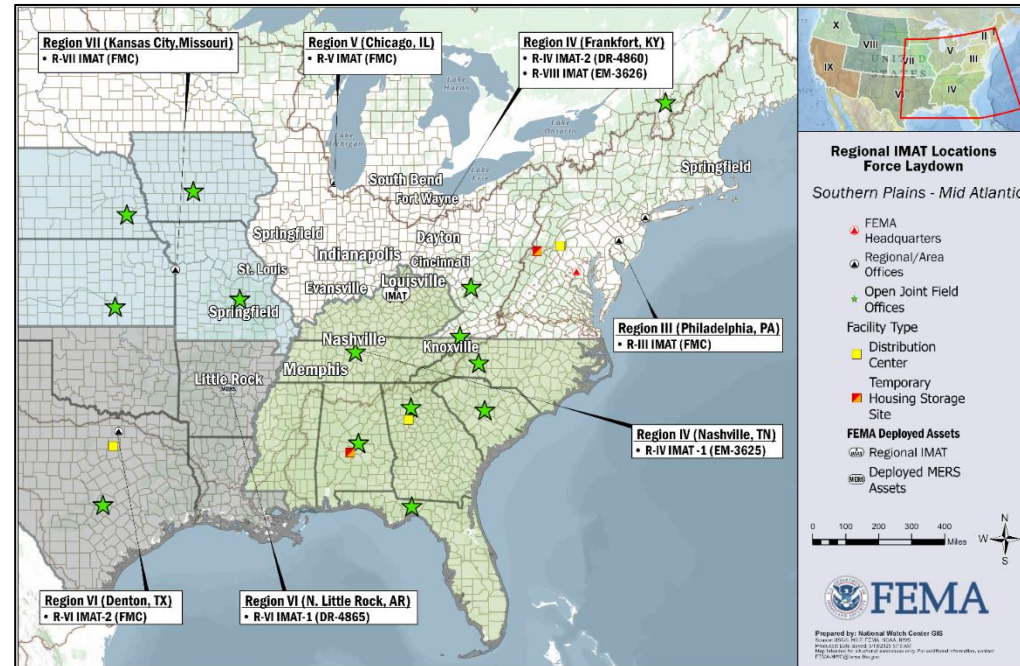 Region VII (Kansas City,Missouri)
• R-VII IMAT (FMC)
Region V (Chicago, IL)
• R-V IMAT (FMC)
Region IV (Frankfort, KY)
• R-IV IMAT-2 (DR-4860)
• R-VIII IMAT (EM-3626)
Lake Huron
Lake Michigan
Lake Ontario
Lake Erie
Springfield
South Bend
Fort Wayne
Springfield
Dayton
Indianapolis
Cincinnati
St. Louis
Louisville
Evansville
IMAT
Springfield
Nashville
Knoxville
Memphis
Little Rock
MERS
Region III (Philadelphia, PA)
• R-III IMAT (FMC)
Region IV (Nashville, TN)
• R-IV IMAT -1 (EM-3625)
Region VI (Denton, TX)
• R-VI IMAT-2 (FMC)
Region VI (N. Little Rock, AR)
• R-VI IMAT-1 (DR-4865)
X
VIII
V
II
I
III
VII
IX
UNITED
STATES
VI
IV
Regional IMAT Locations
Force Laydown
Southern Plains - Mid Atlantic
FEMA
Headquarters
Regional/Area
Offices
Open Joint Field
Offices
Facility Type
Distribution
Center
Temporary
Housing Storage
Site
FEMA Deployed Assets
IMAT
Regional IMAT
MERS
Deployed MERS
Assets
0 100 200 300 400
Miles
N
W
S
FEMA
Prepared by: National Watch Center GIS